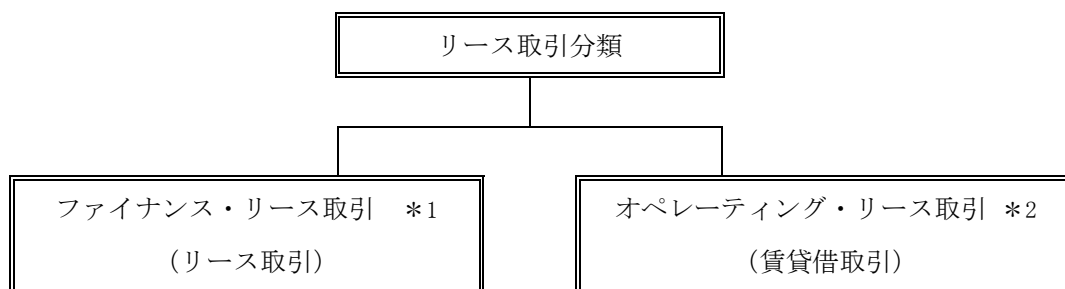 リース取引分類
ファイナンス・リース取引　＊1
（リース取引）
オペレーティング・リース取引 ＊2
（賃貸借取引）